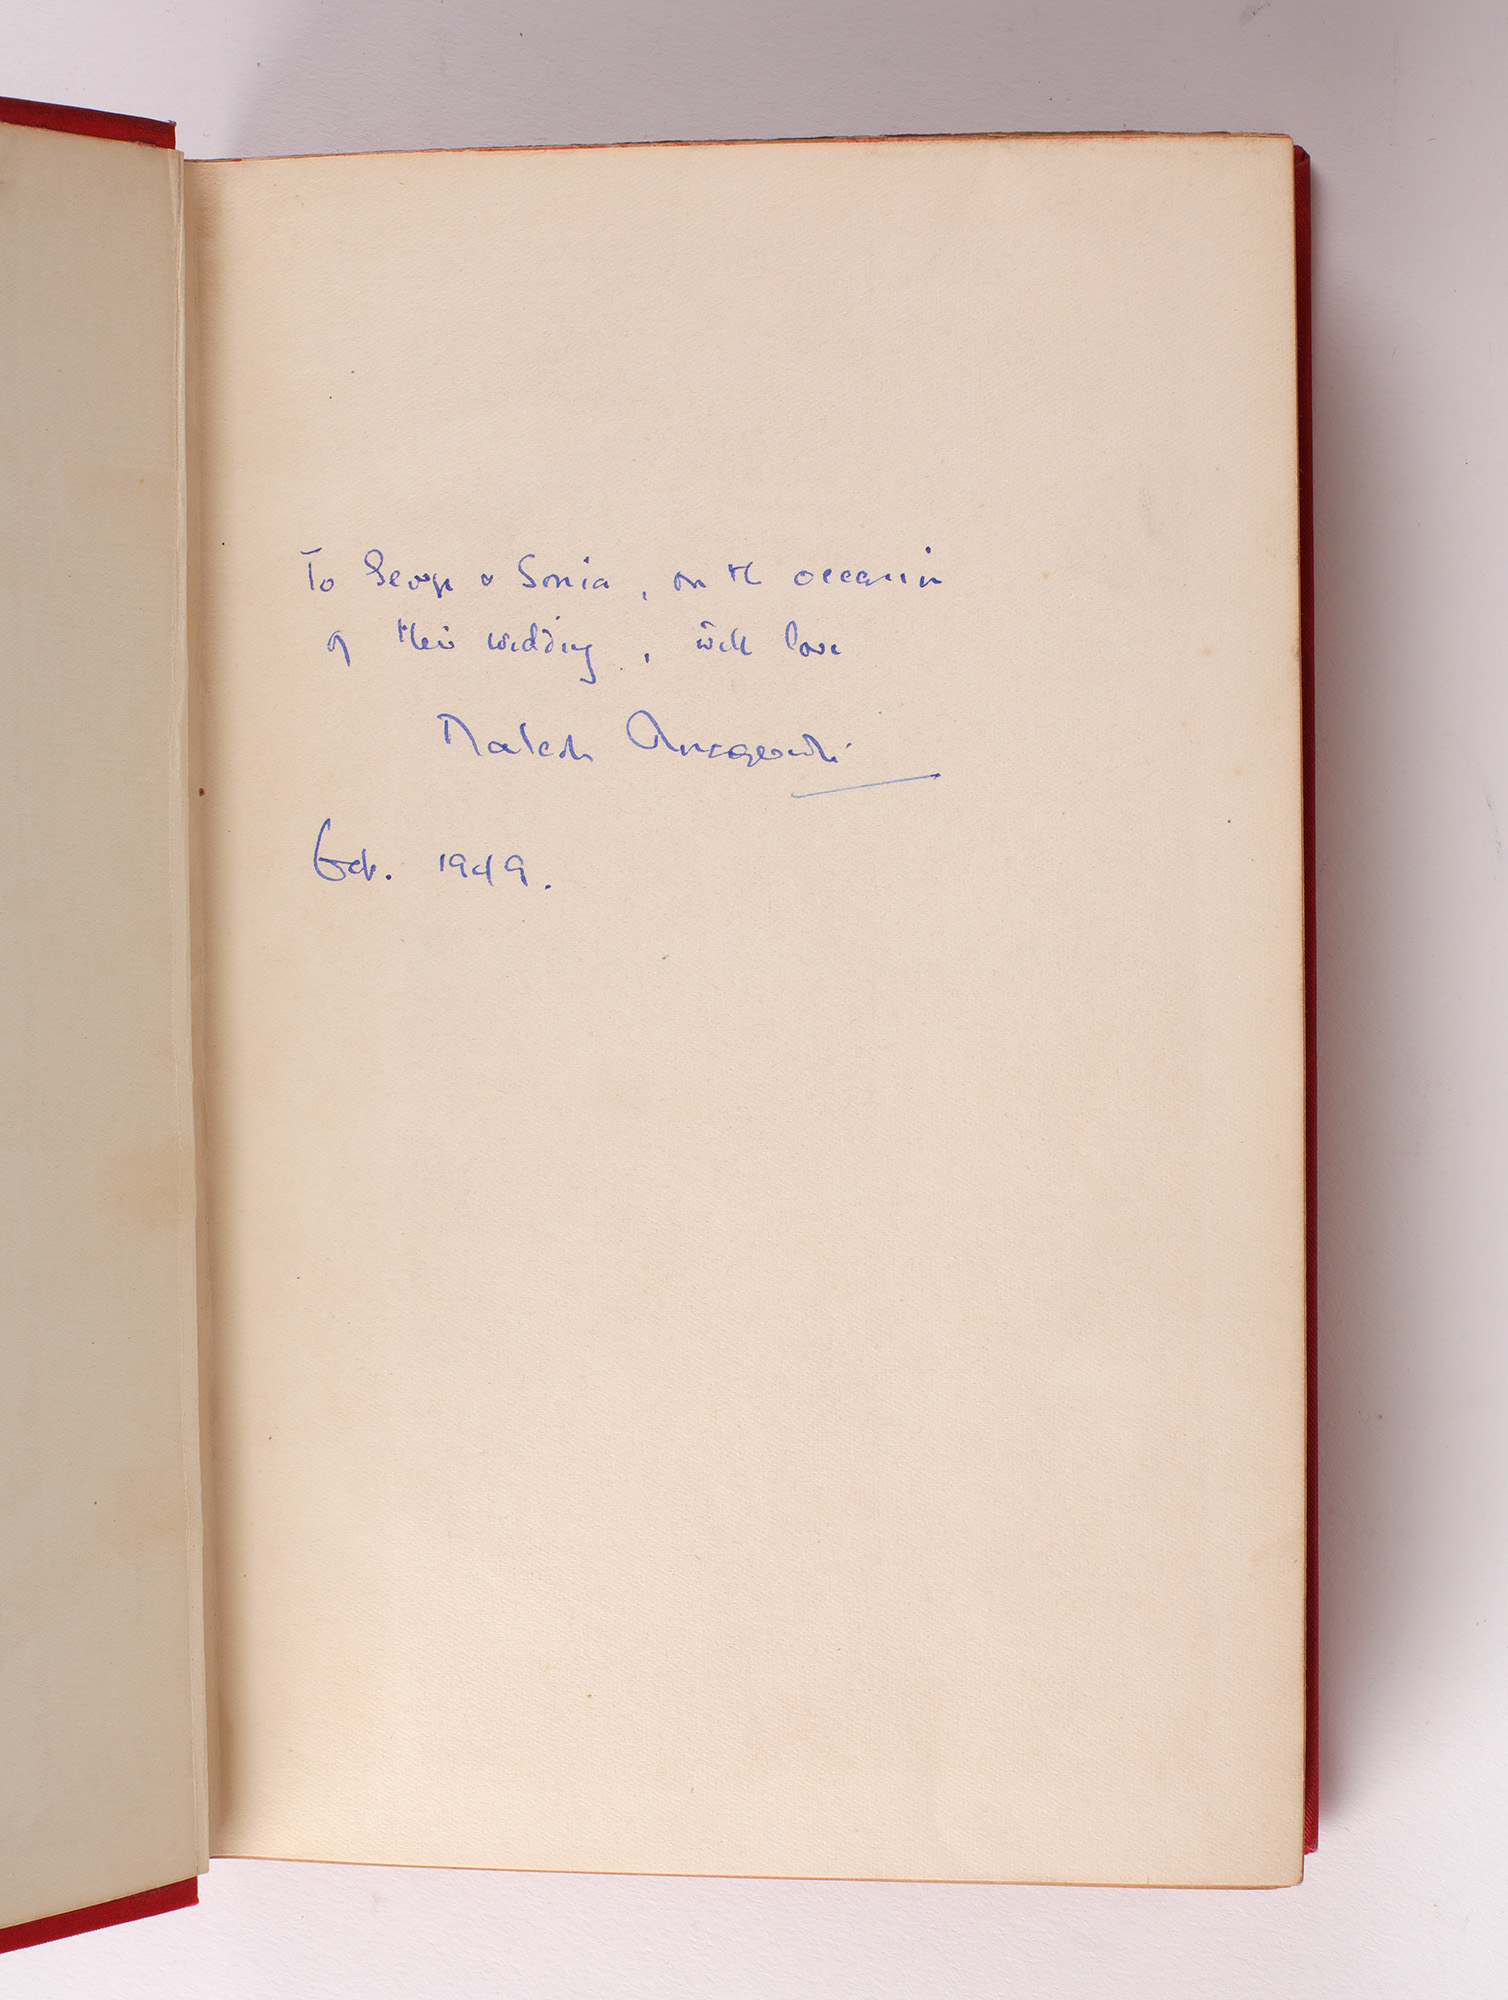 To George & Sonia, on the occasion
of their wedding, with love
Malcolm Muggeridge
Oct. 1949.